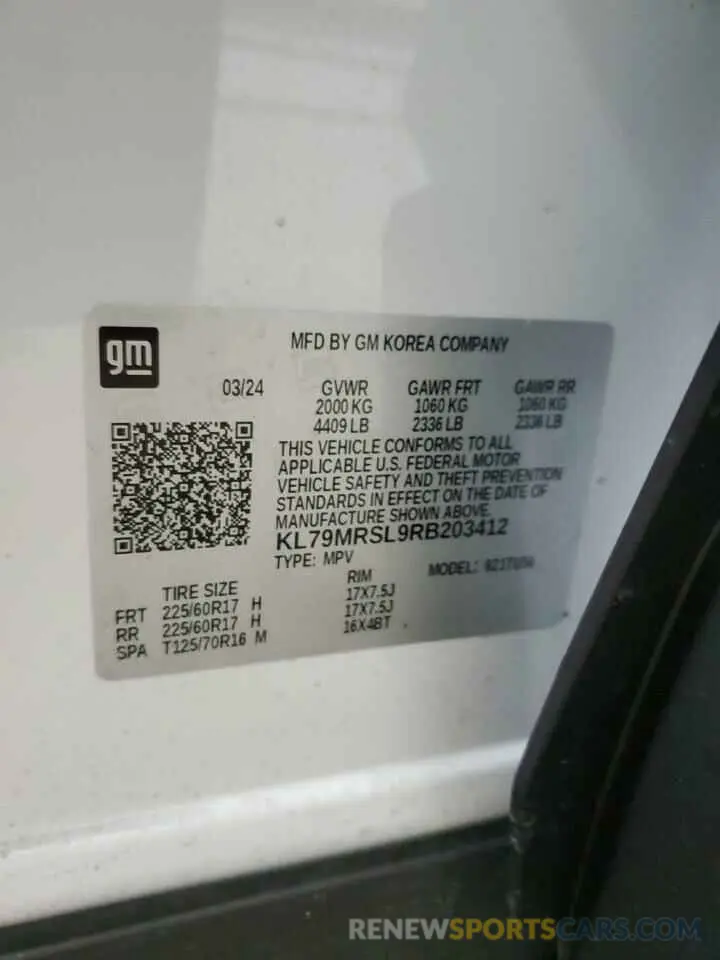 gm
MFD BY GM KOREA COMPANY
03/24 GVWR GAWR FRT GAWR RR
2000 KG 1060 KG 1060 KG
4409 LB 2336 LB 2336 LB
THIS VEHICLE CONFORMS TO ALL
APPLICABLE U.S. FEDERAL MOTOR
VEHICLE SAFETY AND THEFT PREVENTION
STANDARDS IN EFFECT ON THE DATE OF
MANUFACTURE SHOWN ABOVE.
KL79MRSL9RB203412
TYPE: MPV MODEL:
TIRE SIZE RIM
FRT 225/60R17 H 17X7.5J
RR 225/60R17 H 17X7.5J
SPA T125/70R16 M 16X4BT
RENEWSPORTSCARS.COM